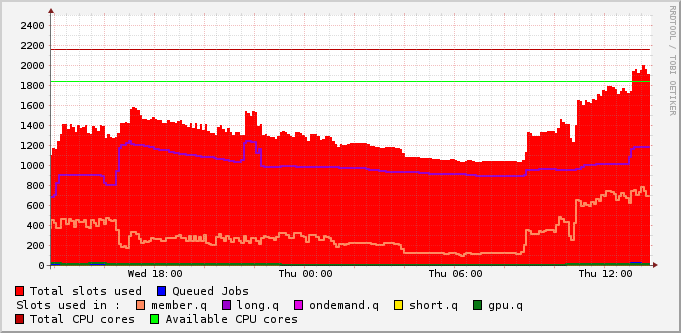 2400
2200
2000
1800
1600
1400
1200
1000
800
600
400
200
0
Wed 18:00 Thu 00:00 Thu 06:00 Thu 12:00
RRDTOOL / TOBI OETIKER
Total slots used Queued Jobs
Slots used in : member.q long.q ondemand.q short.q gpu.q
Total CPU cores Available CPU cores